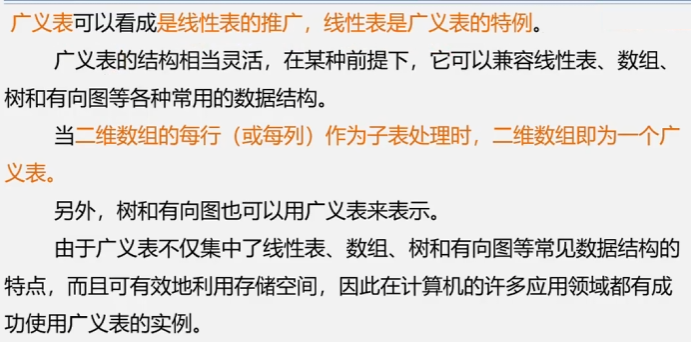 广义表可以看成是线性表的推广，线性表是广义表的特例。
广义表的结构相当灵活，在某种前提下，它可以兼容线性表、数组、
树和有向图等各种常用的数据结构。
当二维数组的每行（或每列）作为子表处理时，二维数组即为一个广
义表。
另外，树和有向图也可以用广义表来表示。
由于广义表不仅集中了线性表、数组、树和有向图等常见数据结构的
特点，而且可有效地利用存储空间，因此在计算机的许多应用领域都有成
功使用广义表的实例。